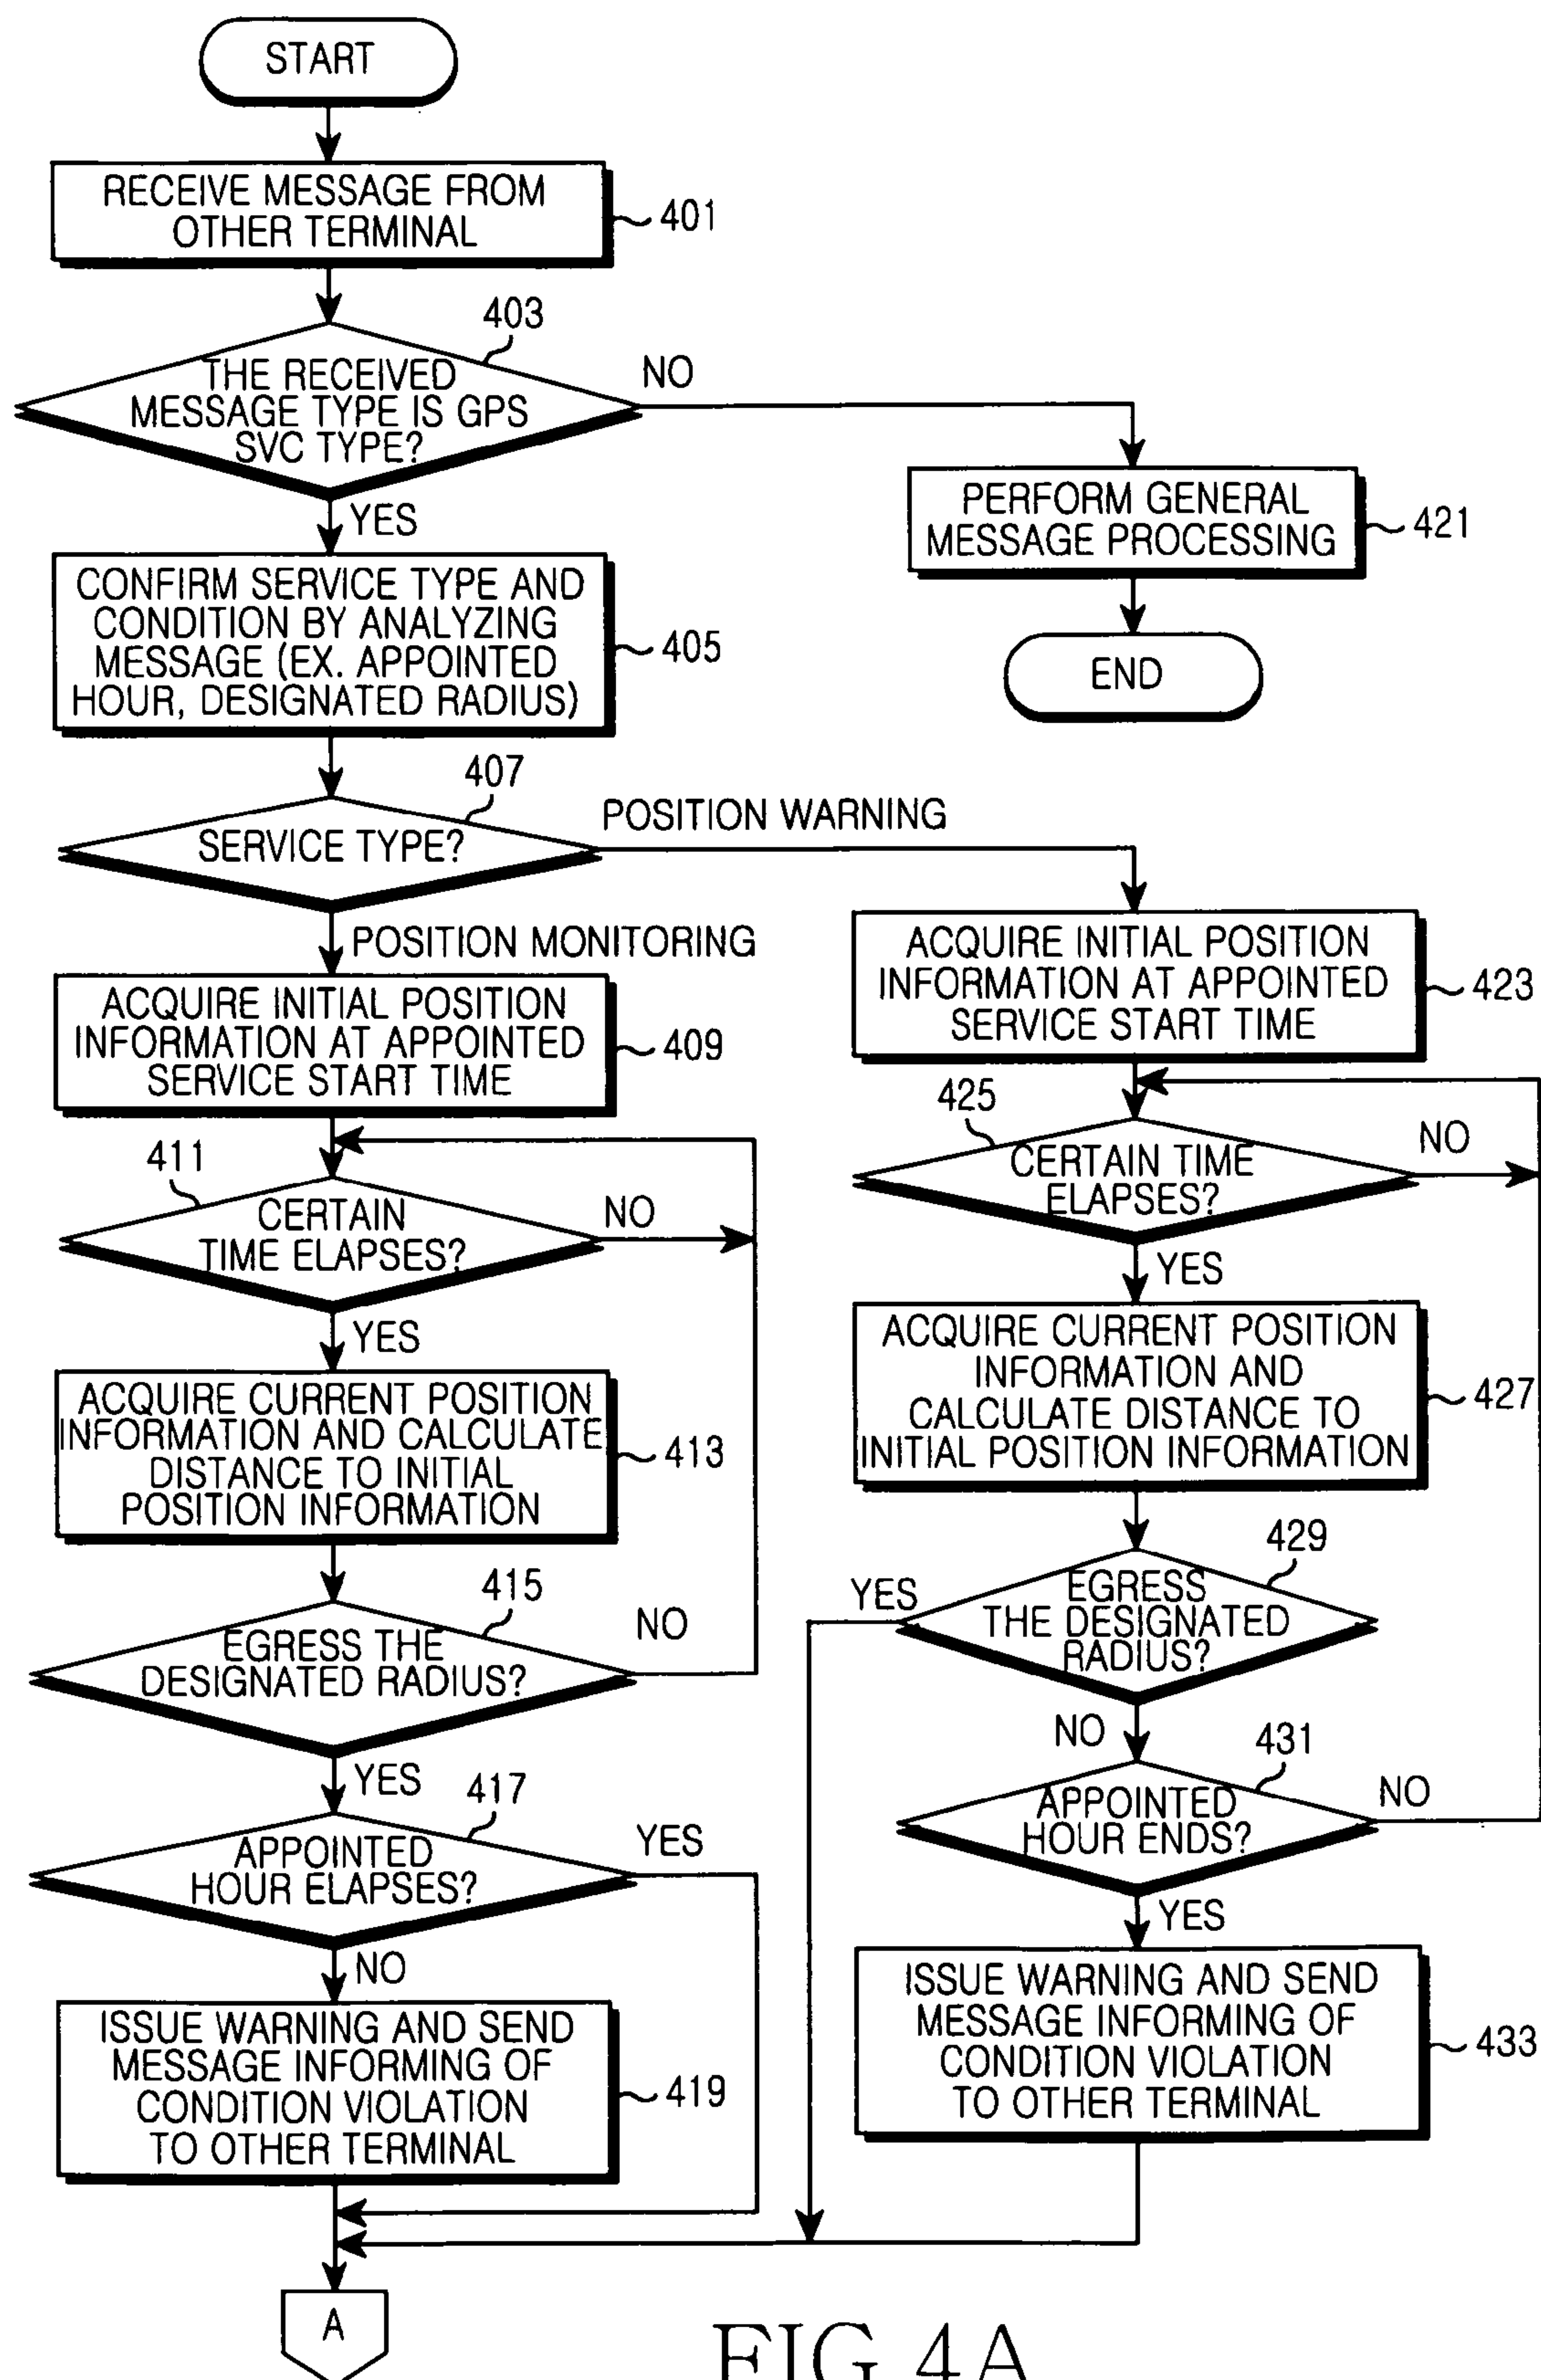 START
RECEIVE MESSAGE FROM
OTHER TERMINAL
401
403
THE RECEIVED
MESSAGE TYPE IS GPS
SVC TYPE?
NO
YES
PERFORM GENERAL
MESSAGE PROCESSING
421
END
CONFIRM SERVICE TYPE AND
CONDITION BY ANALYZING
MESSAGE (EX. APPOINTED
HOUR, DESIGNATED RADIUS)
405
407
SERVICE TYPE?
POSITION WARNING
POSITION MONITORING
ACQUIRE INITIAL POSITION
INFORMATION AT APPOINTED
SERVICE START TIME
409
411
CERTAIN
TIME ELAPSES?
NO
YES
ACQUIRE CURRENT POSITION
INFORMATION AND CALCULATE
DISTANCE TO INITIAL
POSITION INFORMATION
413
415
EGRESS THE
DESIGNATED RADIUS?
NO
YES
417
APPOINTED
HOUR ELAPSES?
YES
NO
ISSUE WARNING AND SEND
MESSAGE INFORMING OF
CONDITION VIOLATION
TO OTHER TERMINAL
419
ACQUIRE INITIAL POSITION
INFORMATION AT APPOINTED
SERVICE START TIME
423
425
CERTAIN TIME
ELAPSES?
NO
YES
ACQUIRE CURRENT POSITION
INFORMATION AND
CALCULATE DISTANCE TO
INITIAL POSITION INFORMATION
427
429
EGRESS
THE DESIGNATED
RADIUS?
YES
NO
431
APPOINTED
HOUR ENDS?
NO
YES
ISSUE WARNING AND SEND
MESSAGE INFORMING OF
CONDITION VIOLATION
TO OTHER TERMINAL
433
A
FIG.4A